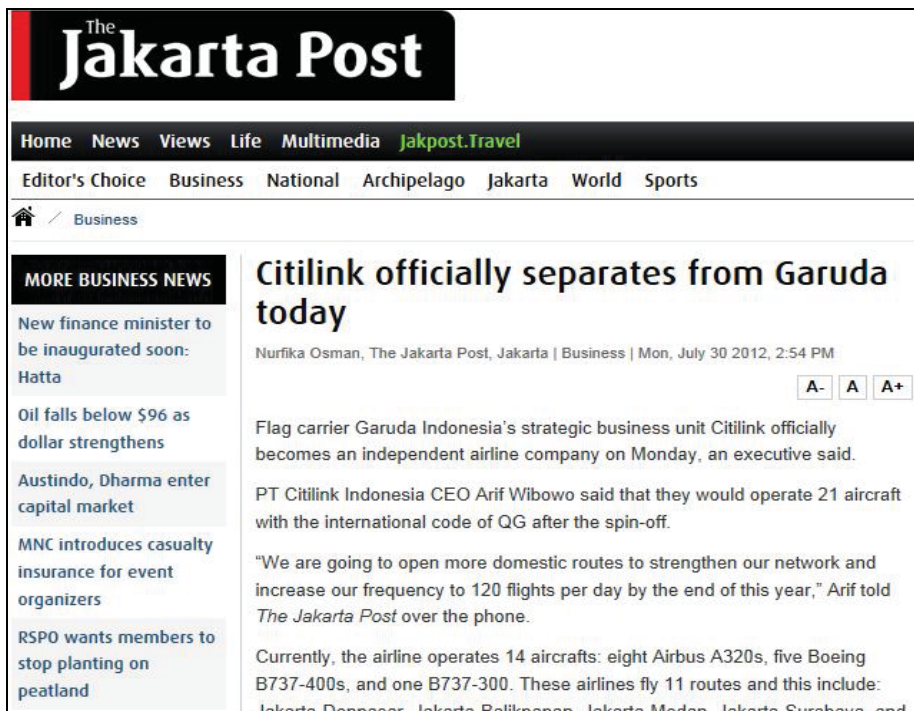 The
Jakarta Post
Home News Views Life Multimedia Jakpost.Travel
Editor's Choice Business National Archipelago Jakarta World Sports
/ Business
MORE BUSINESS NEWS
New finance minister to
be inaugurated soon:
Hatta
Oil falls below $96 as
dollar strengthens
Austindo, Dharma enter
capital market
MNC introduces casualty
insurance for event
organizers
RSPO wants members to
stop planting on
peatland
Citilink officially separates from Garuda
today
Nurfika Osman, The Jakarta Post, Jakarta | Business | Mon, July 30 2012, 2:54 PM
A- A A+
Flag carrier Garuda Indonesia's strategic business unit Citilink officially
becomes an independent airline company on Monday, an executive said.
PT Citilink Indonesia CEO Arif Wibowo said that they would operate 21 aircraft
with the international code of QG after the spin-off.
“We are going to open more domestic routes to strengthen our network and
increase our frequency to 120 flights per day by the end of this year,” Arif told
The Jakarta Post over the phone.
Currently, the airline operates 14 aircrafts: eight Airbus A320s, five Boeing
B737-400s, and one B737-300. These airlines fly 11 routes and this include: